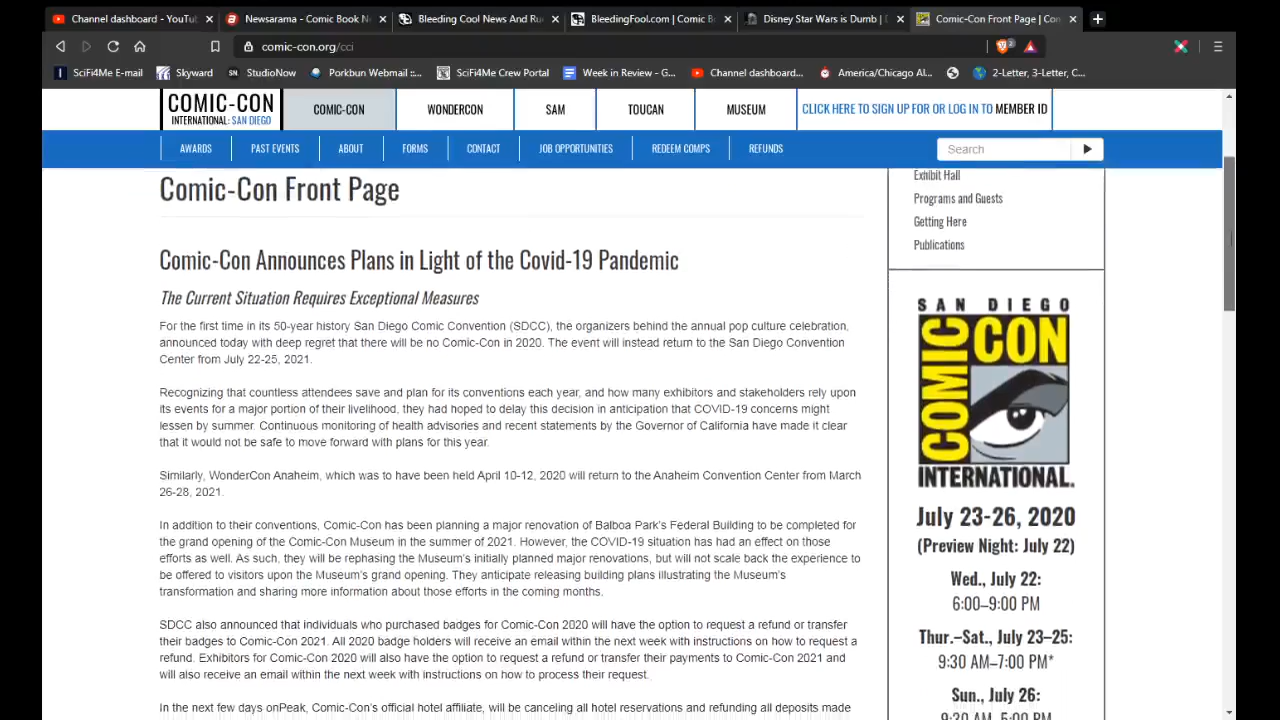 Channel dashboard - YouTu
Newsarama - Comic Book N
Bleeding Cool News And Ru
BleedingFool.com | Comic B
Disney Star Wars is Dumb | D
Comic-Con Front Page | Con
comic-con.org/cci
2
SciFi4Me E-mail
Skyward
SN StudioNow
Porkbun Webmail ::...
SciFi4Me Crew Portal
Week in Review - G...
Channel dashboard...
America/Chicago Al...
2-Letter, 3-Letter, C...
COMIC-CON
INTERNATIONAL: SAN DIEGO
COMIC-CON
WONDERCON
SAM
TOUCAN
MUSEUM
CLICK HERE TO SIGN UP FOR OR LOG IN TO MEMBER ID
AWARDS
PAST EVENTS
ABOUT
FORMS
CONTACT
JOB OPPORTUNITIES
REDEEM COMPS
REFUNDS
Search
Comic-Con Front Page
Comic-Con Announces Plans in Light of the Covid-19 Pandemic
The Current Situation Requires Exceptional Measures
For the first time in its 50-year history San Diego Comic Convention (SDCC), the organizers behind the annual pop culture celebration,
announced today with deep regret that there will be no Comic-Con in 2020. The event will instead return to the San Diego Convention
Center from July 22-25, 2021.
Recognizing that countless attendees save and plan for its conventions each year, and how many exhibitors and stakeholders rely upon
its events for a major portion of their livelihood, they had hoped to delay this decision in anticipation that COVID-19 concerns might
lessen by summer. Continuous monitoring of health advisories and recent statements by the Governor of California have made it clear
that it would not be safe to move forward with plans for this year.
Similarly, WonderCon Anaheim, which was to have been held April 10-12, 2020 will return to the Anaheim Convention Center from March
26-28, 2021.
In addition to their conventions, Comic-Con has been planning a major renovation of Balboa Park's Federal Building to be completed for
the grand opening of the Comic-Con Museum in the summer of 2021. However, the COVID-19 situation has had an effect on those
efforts as well. As such, they will be rephasing the Museum's initially planned major renovations, but will not scale back the experience to
be offered to visitors upon the Museum's grand opening. They anticipate releasing building plans illustrating the Museum's
transformation and sharing more information about those efforts in the coming months.
SDCC also announced that individuals who purchased badges for Comic-Con 2020 will have the option to request a refund or transfer
their badges to Comic-Con 2021. All 2020 badge holders will receive an email within the next week with instructions on how to request a
refund. Exhibitors for Comic-Con 2020 will also have the option to request a refund or transfer their payments to Comic-Con 2021 and
will also receive an email within the next week with instructions on how to process their request.
In the next few days onPeak, Comic-Con's official hotel affiliate, will be canceling all hotel reservations and refunding all deposits made
Exhibit Hall
Programs and Guests
Getting Here
Publications
SAN DIEGO
COMIC
CON
INTERNATIONAL.
July 23-26, 2020
(Preview Night: July 22)
Wed., July 22:
6:00–9:00 PM
Thur.–Sat., July 23–25:
9:30 AM–7:00 PM*
Sun., July 26:
9:30 AM–5:00 PM